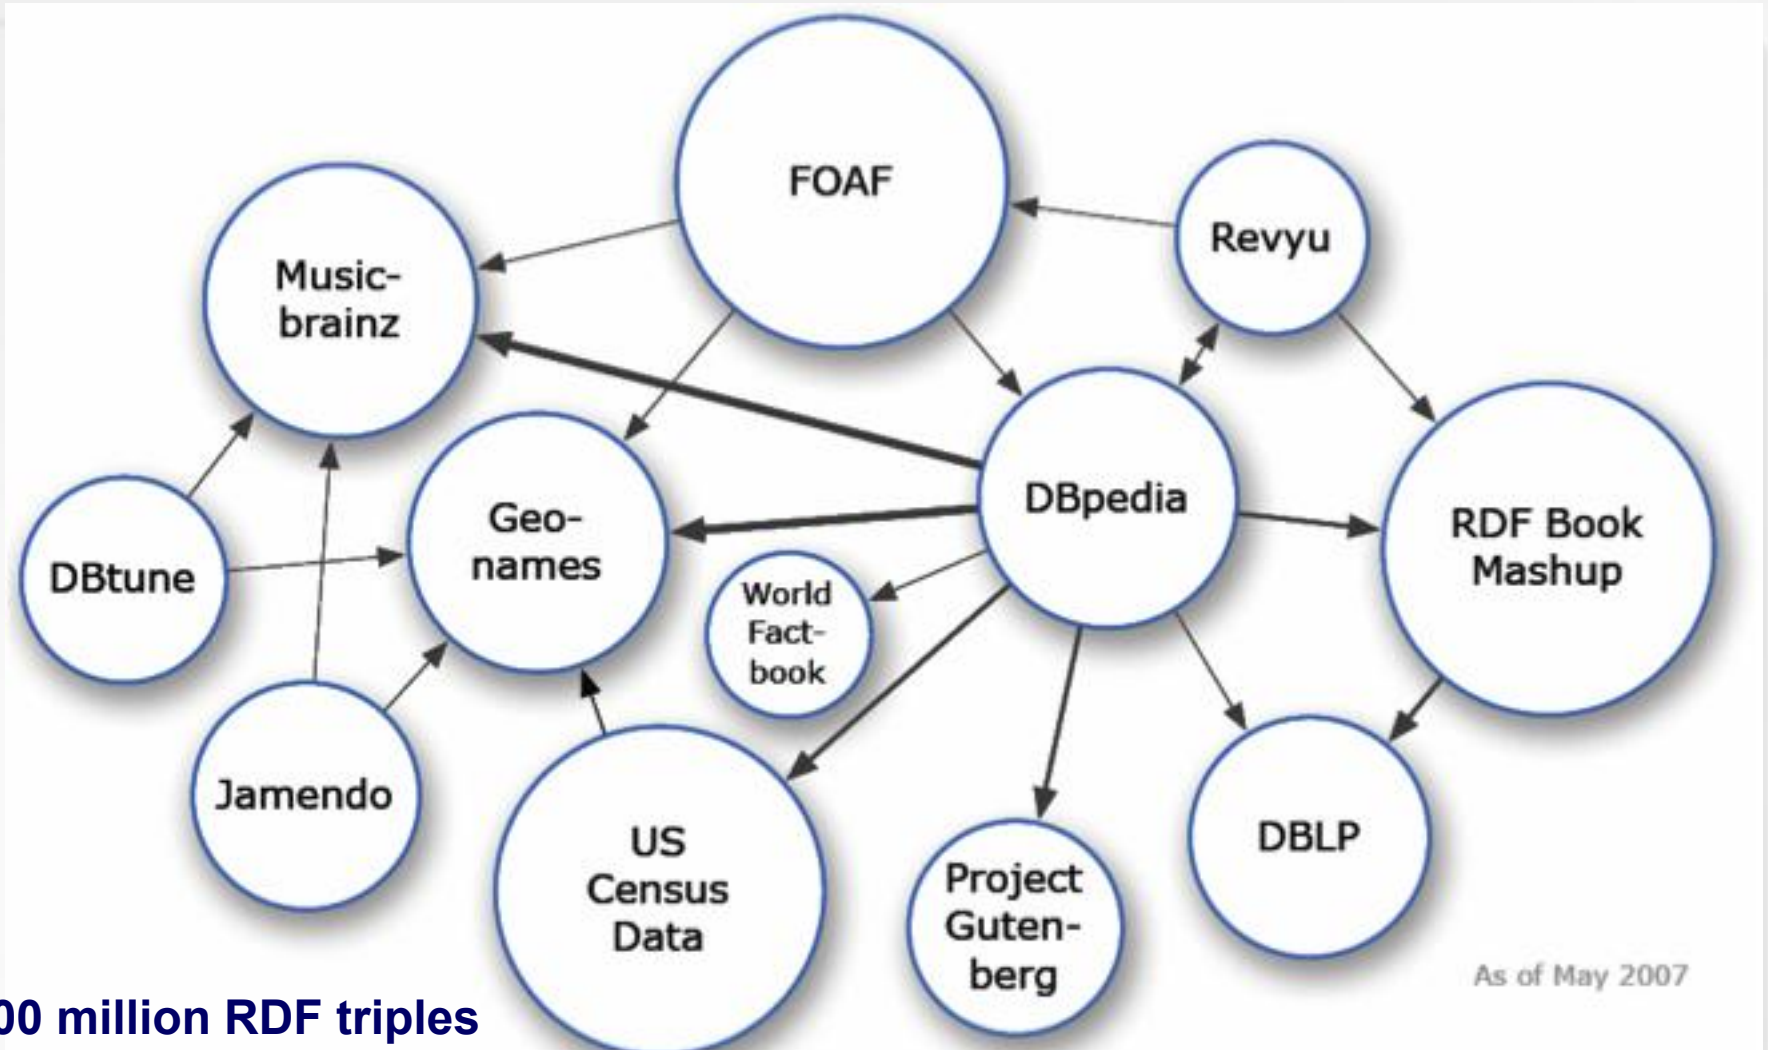 FOAF
Revyu
Music-
brainz
DBpedia
Geo-
names
RDF Book
Mashup
DBtune
World
Fact-
book
Jamendo
US
Census
Data
Project
Guten-
berg
DBLP
As of May 2007
00 million RDF triples